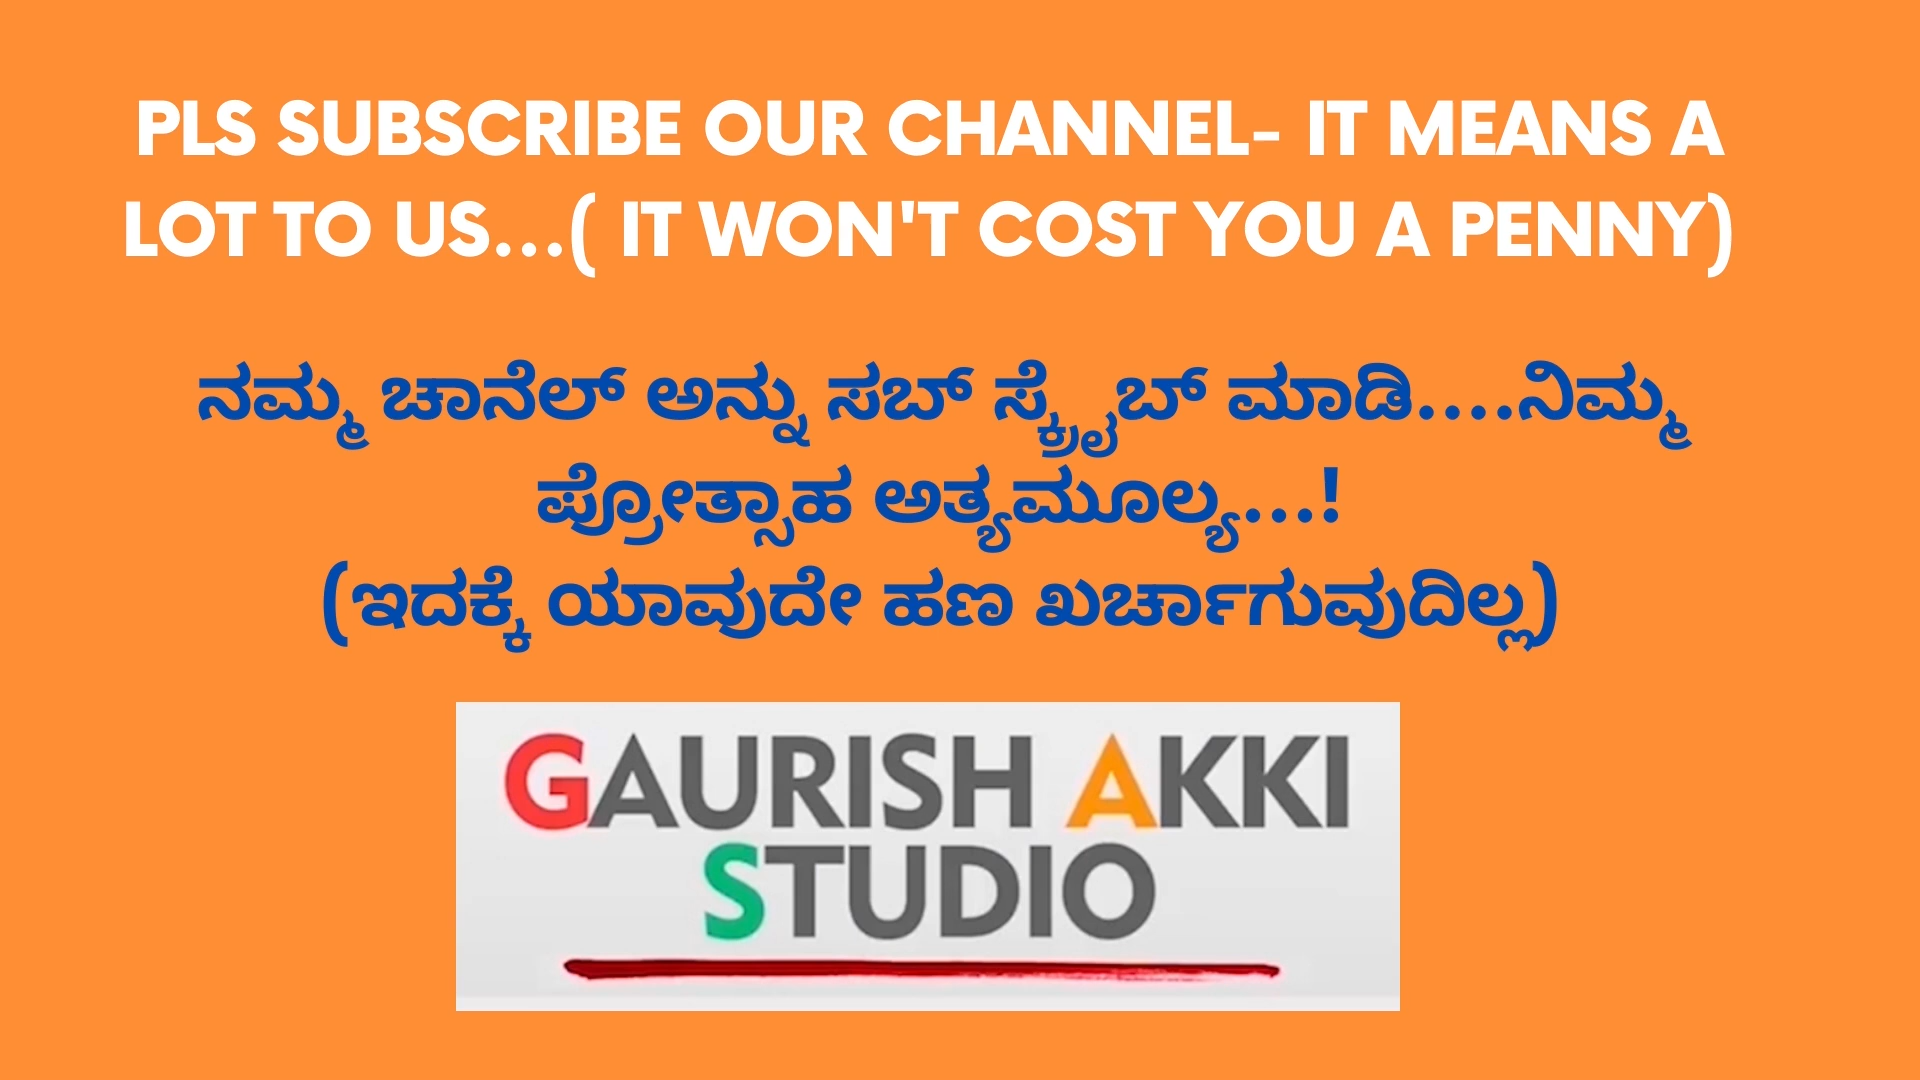 PLS SUBSCRIBE OUR CHANNEL- IT MEANS A
LOT TO US...( IT WON'T COST YOU A PENNY)
ನಮ್ಮ ಚಾನೆಲ್ ಅನ್ನು ಸಬ್ ಸ್ಕ್ರೈಬ್ ಮಾಡಿ....ನಿಮ್ಮ
ಪ್ರೋತ್ಸಾಹ ಅತ್ಯಮೂಲ್ಯ...!
(ಇದಕ್ಕೆ ಯಾವುದೇ ಹಣ ಖರ್ಚಾಗುವುದಿಲ್ಲ)
GAURISH AKKI
STUDIO